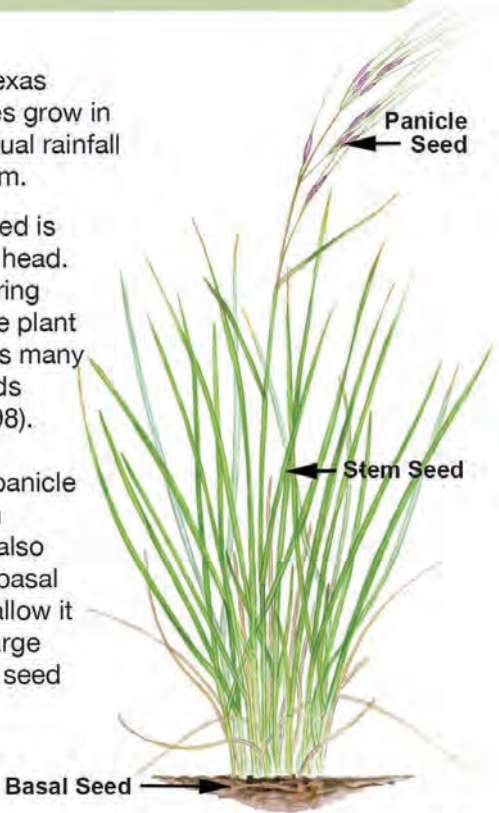 exas
es grow in
ual rainfall
m.
ed is
head.
ring
e plant
s many
ds
98).
panicle
n
also
basal
allow it
arge
seed
Panicle
Seed
Stem Seed
Basal Seed